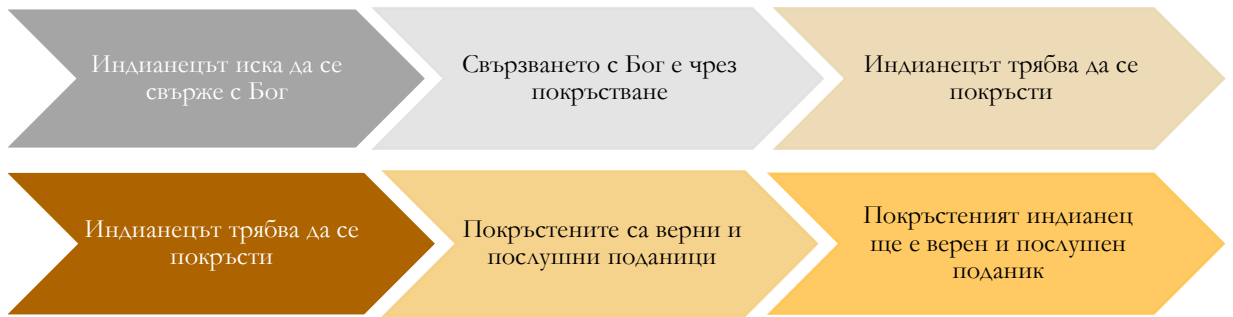 Индианецът иска да се
свърже с Бог
Свързването с Бог е чрез
покръстване
Индианецът трябва да се
покръсти
Индианецът трябва да се
покръсти
Покръстените са верни и
послушни поданици
Покръстеният индианец
ще е верен и послушен
поданик